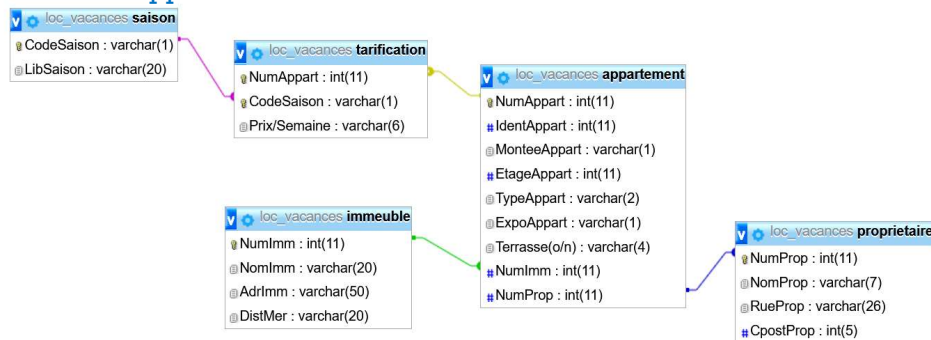 loc_vacances saison
CodeSaison : varchar(1)
LibSaison : varchar(20)
loc_vacances tarification
NumAppart : int(11)
CodeSaison : varchar(1)
Prix/Semaine : varchar(6)
loc_vacances appartement
NumAppart : int(11)
IdentAppart : int(11)
MonteeAppart : varchar(1)
EtageAppart : int(11)
TypeAppart : varchar(2)
ExpoAppart : varchar(1)
Terrasse(o/n) : varchar(4)
NumImm : int(11)
NumProp : int(11)
loc_vacances immeuble
NumImm : int(11)
NomImm : varchar(20)
AdrImm : varchar(50)
DistMer : varchar(20)
loc_vacances proprietaire
NumProp : int(11)
NomProp : varchar(7)
RueProp : varchar(26)
CpostProp : int(5)